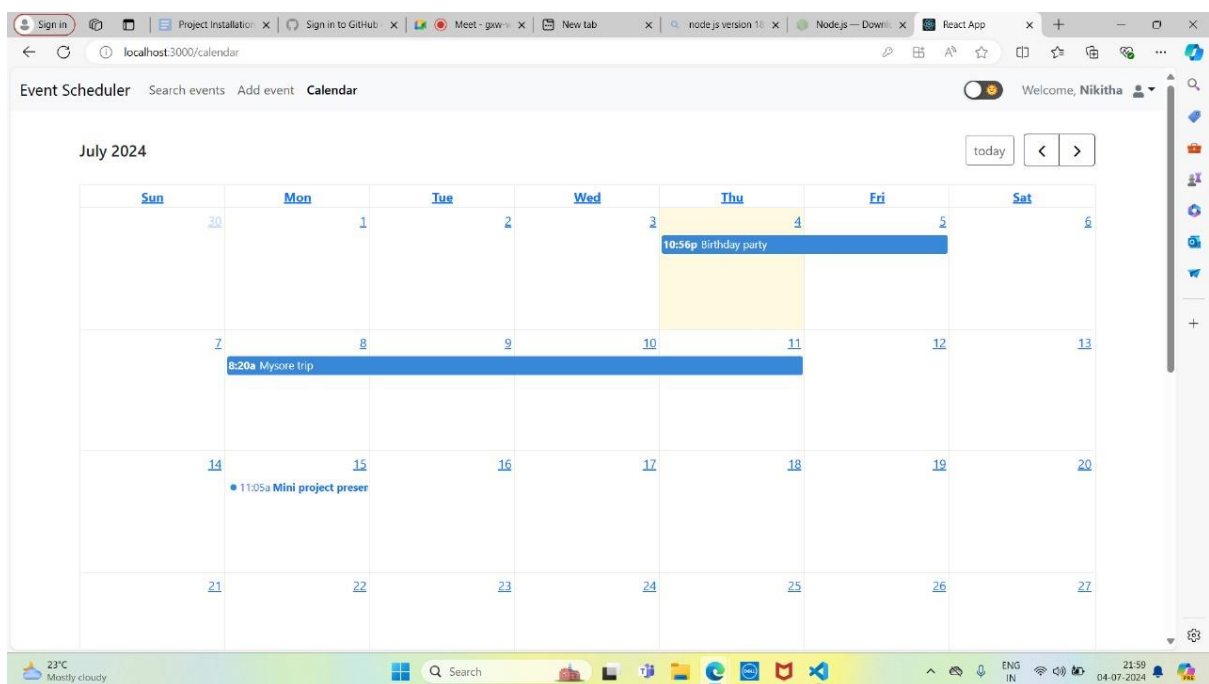 Sign in
Project Installation
Sign in to GitHub
Meet - gxw-
New tab
node js version 18
Node.js — Downl
React App
localhost:3000/calendar
Event Scheduler Search events Add event Calendar
Welcome, Nikitha
July 2024
today
Sun Mon Tue Wed Thu Fri Sat
30 1 2 3 4 5 6
10:56p Birthday party
7 8 9 10 11 12 13
8:20a Mysore trip
14 15 16 17 18 19 20
11:05a Mini project presen
21 22 23 24 25 26 27
23°C
Mostly cloudy
Search
ENG
IN
21:59
04-07-2024